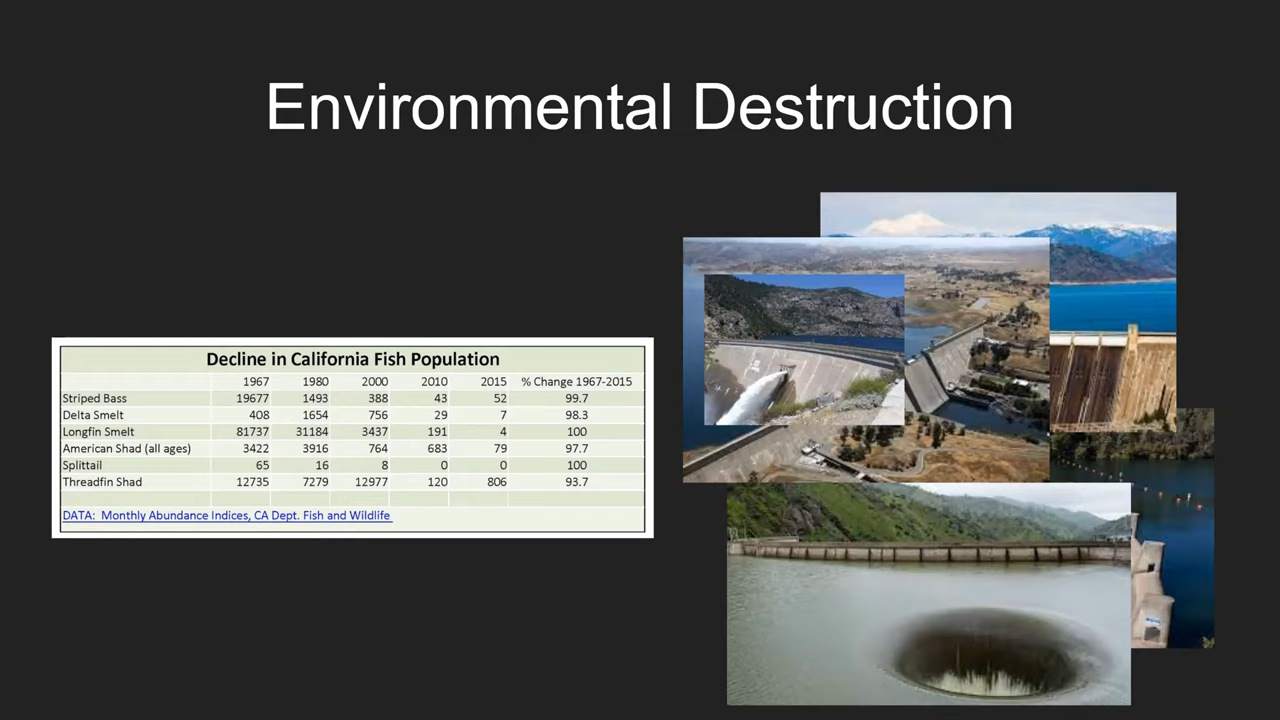 Environmental Destruction
Decline in California Fish Population
1967 1980 2000 2010 2015 % Change 1967-2015
Striped Bass 19677 1493 388 43 52 99.7
Delta Smelt 408 1654 756 29 7 98.3
Longfin Smelt 81737 31184 3437 191 4 100
American Shad (all ages) 3422 3916 764 683 79 97.7
Splittail 65 16 8 0 0 100
Threadfin Shad 12735 7279 12977 120 806 93.7
DATA: Monthly Abundance Indices, CA Dept. Fish and Wildlife